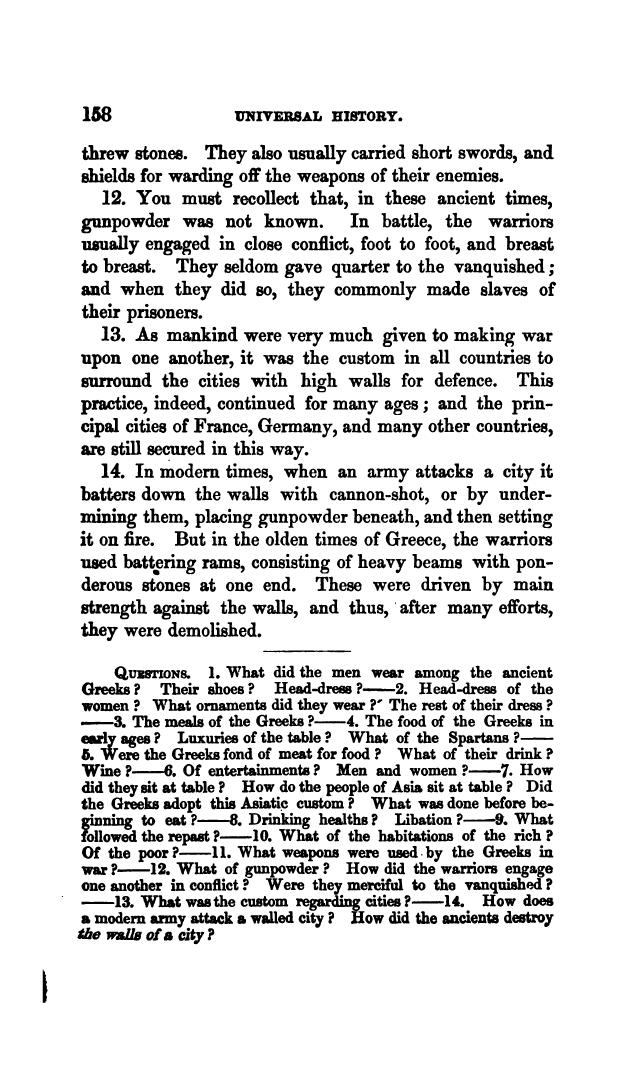 158 UNIVERSAL HISTORY.
threw stones. They also usually carried short swords, and
shields for warding off the weapons of their enemies.
12. You must recollect that, in these ancient times,
gunpowder was not known. In battle, the warriors
usually engaged in close conflict, foot to foot, and breast
to breast. They seldom gave quarter to the vanquished;
and when they did so, they commonly made slaves of
their prisoners.
13. As mankind were very much given to making war
upon one another, it was the custom in all countries to
surround the cities with high walls for defence. This
practice, indeed, continued for many ages; and the prin-
cipal cities of France, Germany, and many other countries,
are still secured in this way.
14. In modern times, when an army attacks a city it
batters down the walls with cannon-shot, or by under-
mining them, placing gunpowder beneath, and then setting
it on fire. But in the olden times of Greece, the warriors
used battering rams, consisting of heavy beams with pon-
derous stones at one end. These were driven by main
strength against the walls, and thus, after many efforts,
they were demolished.
QUESTIONS. 1. What did the men wear among the ancient
Greeks? Their shoes? Head-dress?——2. Head-dress of the
women? What ornaments did they wear? The rest of their dress?
——3. The meals of the Greeks?——4. The food of the Greeks in
early ages? Luxuries of the table? What of the Spartans?——
5. Were the Greeks fond of meat for food? What of their drink?
Wine?——6. Of entertainments? Men and women?——7. How
did they sit at table? How do the people of Asia sit at table? Did
the Greeks adopt this Asiatic custom? What was done before be-
ginning to eat?——8. Drinking healths? Libation?——9. What
followed the repast?——10. What of the habitations of the rich?
Of the poor?——11. What weapons were used by the Greeks in
war?——12. What of gunpowder? How did the warriors engage
one another in conflict? Were they merciful to the vanquished?
——13. What was the custom regarding cities?——14. How does
a modern army attack a walled city? How did the ancients destroy
the walls of a city?